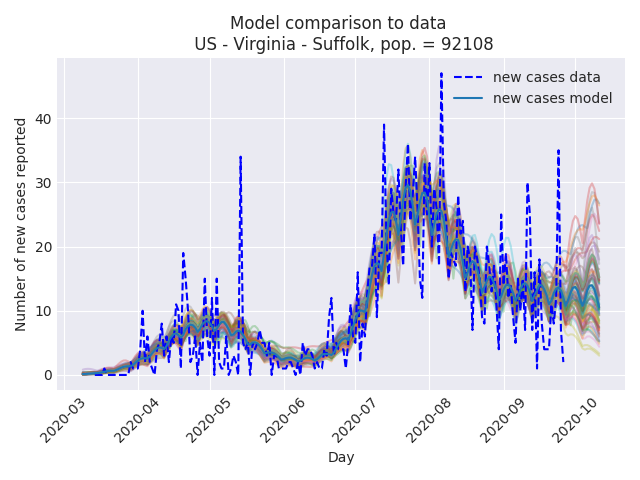 Model comparison to data
US - Virginia - Suffolk, pop. = 92108
new cases data
new cases model
Number of new cases reported
40
30
20
10
0
2020-03
2020-04
2020-05
2020-06
2020-07
2020-08
2020-09
2020-10
Day